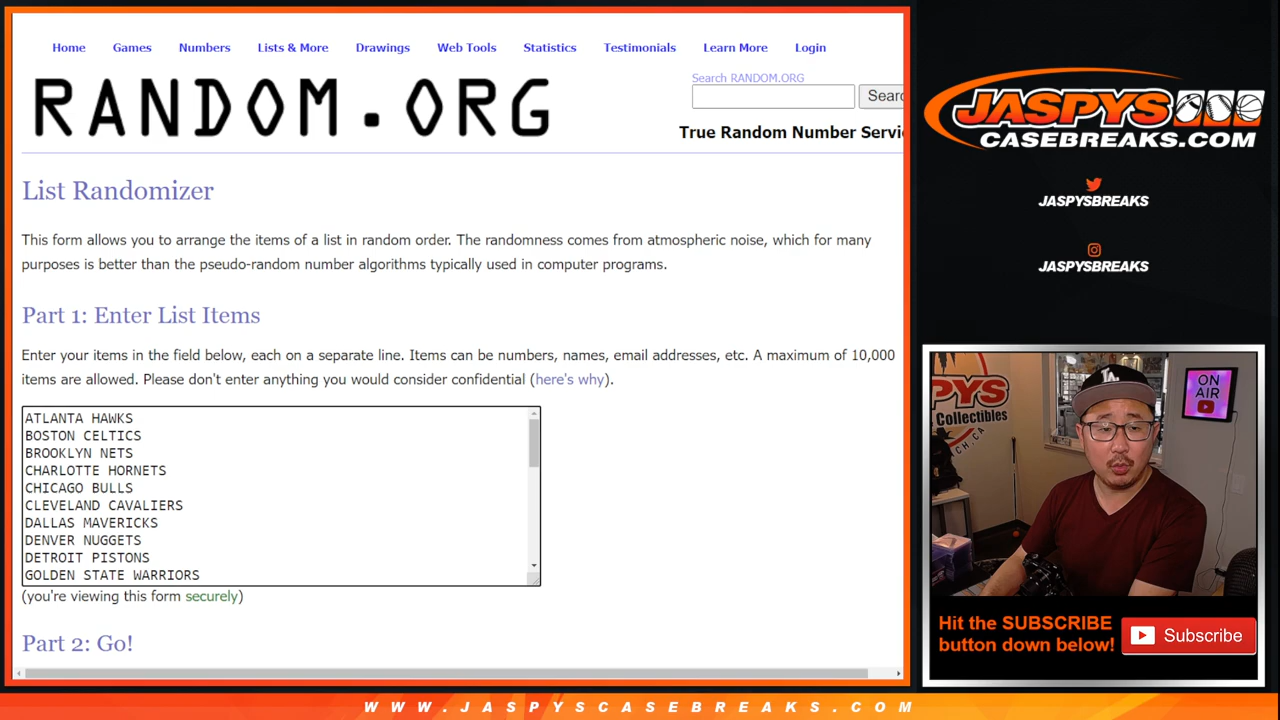 Home Games Numbers Lists & More Drawings Web Tools Statistics Testimonials Learn More Login
RANDOM.ORG
Search RANDOM.ORG
Searc
True Random Number Servi
List Randomizer
This form allows you to arrange the items of a list in random order. The randomness comes from atmospheric noise, which for many
purposes is better than the pseudo-random number algorithms typically used in computer programs.
Part 1: Enter List Items
Enter your items in the field below, each on a separate line. Items can be numbers, names, email addresses, etc. A maximum of 10,000
items are allowed. Please don't enter anything you would consider confidential (here's why).
ATLANTA HAWKS
BOSTON CELTICS
BROOKLYN NETS
CHARLOTTE HORNETS
CHICAGO BULLS
CLEVELAND CAVALIERS
DALLAS MAVERICKS
DENVER NUGGETS
DETROIT PISTONS
GOLDEN STATE WARRIORS
(you're viewing this form securely)
Part 2: Go!
JASPYS
CASEBREAKS.COM
JASPYSBREAKS
JASPYSBREAKS
PYS
Collectibles
ACH, CA
LA
ON
AIR
Hit the SUBSCRIBE
button down below!
Subscribe
WWW.JASPYSCASEBREAKS.COM